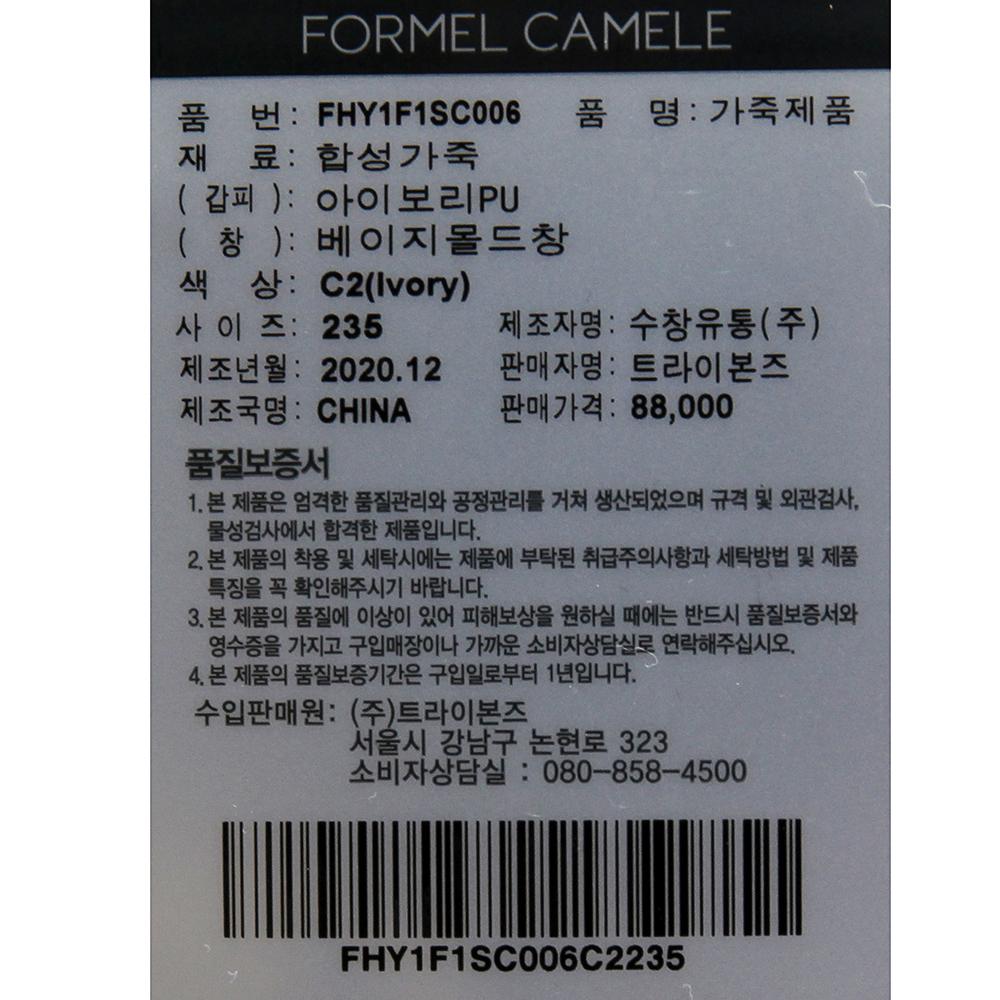 FORMEL CAMELE
품 번: FHY1F1SC006 품 명: 가죽제품
재 료: 합성가죽
( 갑피 ): 아이보리PU
( 창 ): 베이지몰드창
색 상: C2(Ivory)
사 이 즈: 235 제조자명: 수창유통(주)
제조년월: 2020.12 판매자명: 트라이본즈
제조국명: CHINA 판매가격: 88,000
품질보증서
1. 본 제품은 엄격한 품질관리와 공정관리를 거쳐 생산되었으며 규격 및 외관검사,
물성검사에서 합격한 제품입니다.
2. 본 제품의 착용 및 세탁시에는 제품에 부탁된 취급주의사항과 세탁방법 및 제품
특징을 꼭 확인해주시기 바랍니다.
3. 본 제품의 품질에 이상이 있어 피해보상을 원하실 때에는 반드시 품질보증서와
영수증을 가지고 구입매장이나 가까운 소비자상담실로 연락해주십시오.
4. 본 제품의 품질보증기간은 구입일로부터 1년입니다.
수입판매원: (주)트라이본즈
서울시 강남구 논현로 323
소비자상담실 : 080-858-4500
FHY1F1SC006C2235